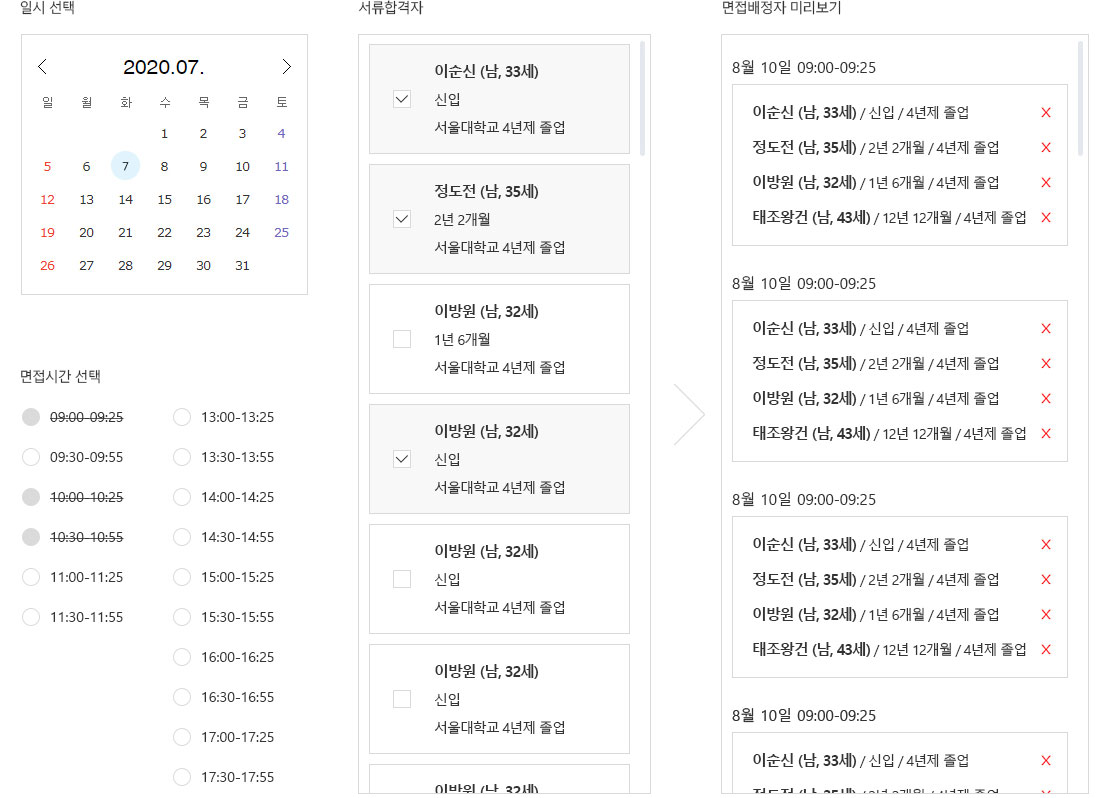 일시 선택
2020.07.
일 월 화 수 목 금 토
1 2 3 4
5 6 7 8 9 10 11
12 13 14 15 16 17 18
19 20 21 22 23 24 25
26 27 28 29 30 31
면접시간 선택
09:00-09:25
09:30-09:55
10:00-10:25
10:30-10:55
11:00-11:25
11:30-11:55
13:00-13:25
13:30-13:55
14:00-14:25
14:30-14:55
15:00-15:25
15:30-15:55
16:00-16:25
16:30-16:55
17:00-17:25
17:30-17:55
서류합격자
이순신 (남, 33세)
신입
서울대학교 4년제 졸업
정도전 (남, 35세)
2년 2개월
서울대학교 4년제 졸업
이방원 (남, 32세)
1년 6개월
서울대학교 4년제 졸업
이방원 (남, 32세)
신입
서울대학교 4년제 졸업
이방원 (남, 32세)
신입
서울대학교 4년제 졸업
이방원 (남, 32세)
신입
서울대학교 4년제 졸업
이방원 (남, 32세)
면접배정자 미리보기
8월 10일 09:00-09:25
이순신 (남, 33세) / 신입 / 4년제 졸업 X
정도전 (남, 35세) / 2년 2개월 / 4년제 졸업 X
이방원 (남, 32세) / 1년 6개월 / 4년제 졸업 X
태조왕건 (남, 43세) / 12년 12개월 / 4년제 졸업 X
8월 10일 09:00-09:25
이순신 (남, 33세) / 신입 / 4년제 졸업 X
정도전 (남, 35세) / 2년 2개월 / 4년제 졸업 X
이방원 (남, 32세) / 1년 6개월 / 4년제 졸업 X
태조왕건 (남, 43세) / 12년 12개월 / 4년제 졸업 X
8월 10일 09:00-09:25
이순신 (남, 33세) / 신입 / 4년제 졸업 X
정도전 (남, 35세) / 2년 2개월 / 4년제 졸업 X
이방원 (남, 32세) / 1년 6개월 / 4년제 졸업 X
태조왕건 (남, 43세) / 12년 12개월 / 4년제 졸업 X
8월 10일 09:00-09:25
이순신 (남, 33세) / 신입 / 4년제 졸업 X
정도전 (남, 35세) / 2년 2개월 / 4년제 졸업 X